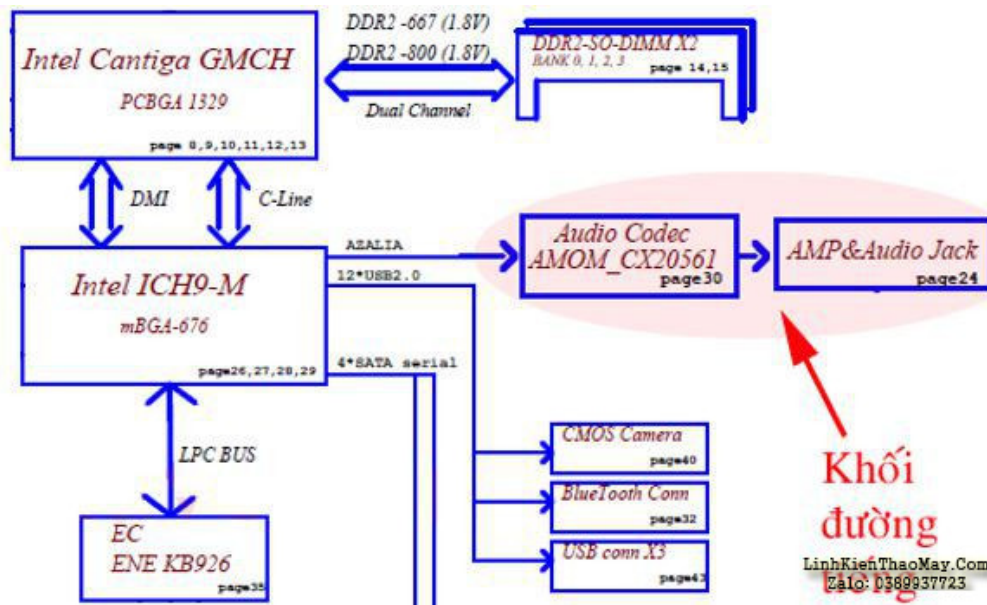 DDR2 -667 (1.8V)
DDR2 -800 (1.8V)
Dual Channel
Intel Cantiga GMCH
PCBGA 1329
page 8,9,10,11,12,13
DDR2-SO-DIMM X2
BANK 0, 1, 2, 3
page 14,15
DMI
C-Line
Intel ICH9-M
mBGA-676
page26,27,28,29
AZALIA
12*USB2.0
4*SATA serial
Audio Codec
AMOM_CX20561
page30
AMP&Audio Jack
page24
LPC BUS
EC
ENE KB926
page35
CMOS Camera
page40
BlueTooth Conn
page32
USB conn X3
page43
Khối
đường
tiếng
LinhKienThaoMay.Com
Zalo: 0389937723